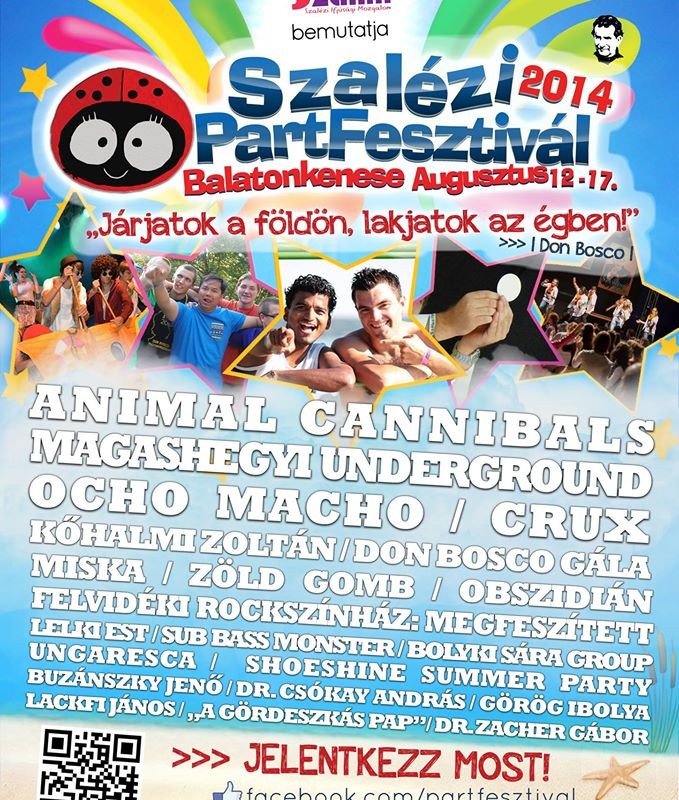 Szalézi Ifjúsági Mozgalom
bemutatja
Szalézi 2014
PartFesztivál
Balatonkenese Augusztus 12-17.
„Járjatok a földön, lakjatok az égben!”
>>> | Don Bosco |
ANIMAL CANNIBALS
MAGASHEGYI UNDERGROUND
OCHO MACHO / CRUX
KŐHALMI ZOLTÁN / DON BOSCO GÁLA
MISKA / ZÖLD GOMB / OBSZIDIÁN
FELVIDÉKI ROCKSZÍNHÁZ: MEGFESZÍTETT
LELKI EST / SUB BASS MONSTER / BOLYKI SÁRA GROUP
UNGARESCA / SHOESHINE SUMMER PARTY
BUZÁNSZKY JENŐ / DR. CSÓKAY ANDRÁS / GÖRÖG IBOLYA
LACKFI JÁNOS / „A GÖRDESZKÁS PAP” / DR. ZACHER GÁBOR
>>> JELENTKEZZ MOST!
facebook.com/partfesztival